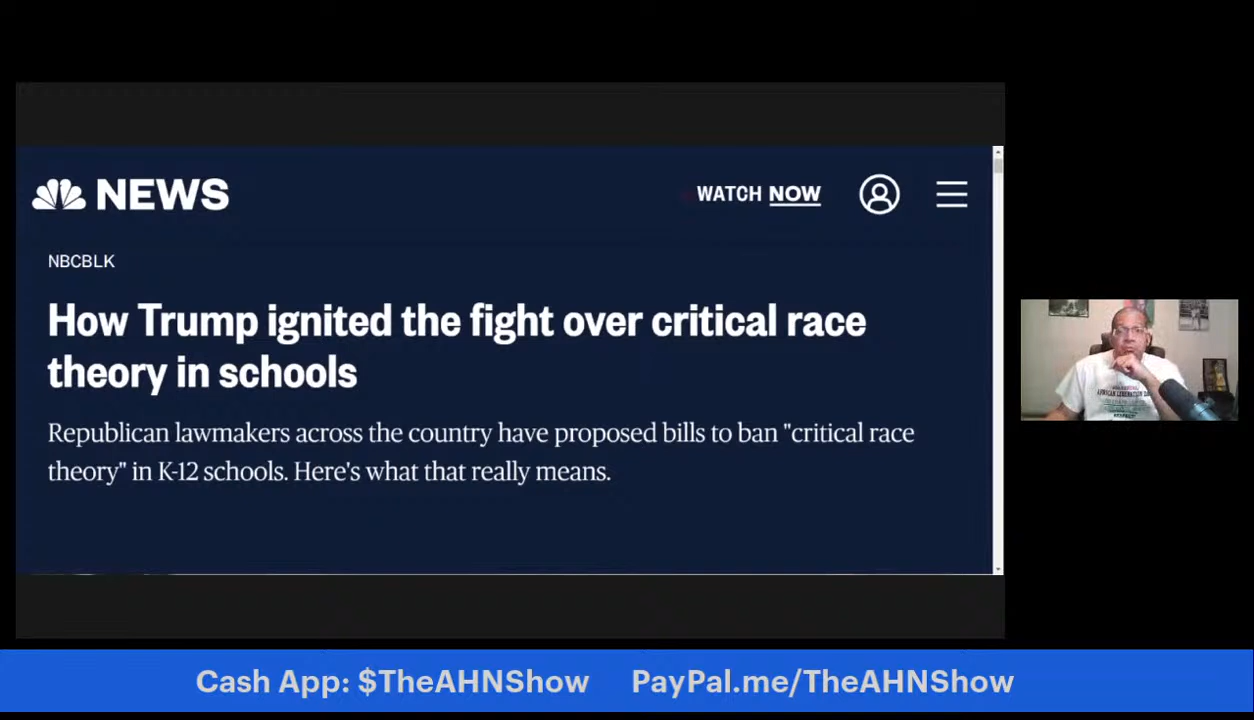 NEWS
WATCH NOW
NBCBLK
How Trump ignited the fight over critical race
theory in schools
Republican lawmakers across the country have proposed bills to ban "critical race
theory" in K-12 schools. Here's what that really means.
Cash App: $TheAHNShow PayPal.me/TheAHNShow